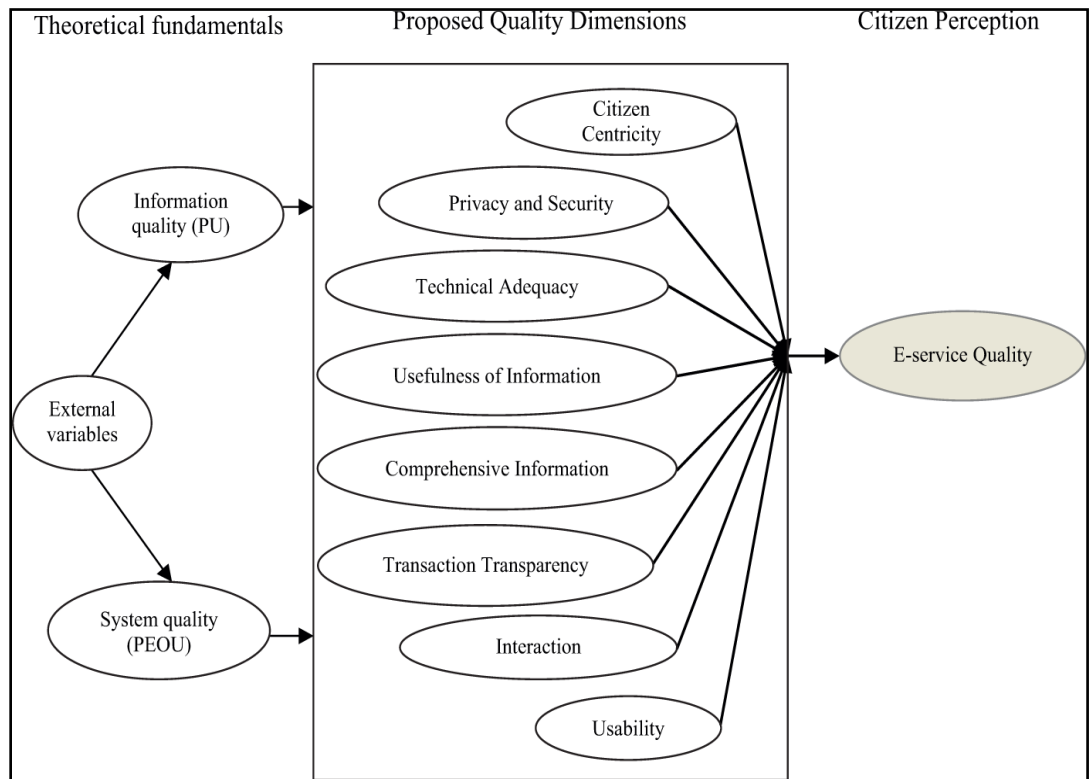 Theoretical fundamentals
Proposed Quality Dimensions
Citizen Perception
Citizen
Centricity
Information
quality (PU)
Privacy and Security
Technical Adequacy
Usefulness of Information
E-service Quality
External
variables
Comprehensive Information
Transaction Transparency
System quality
(PEOU)
Interaction
Usability